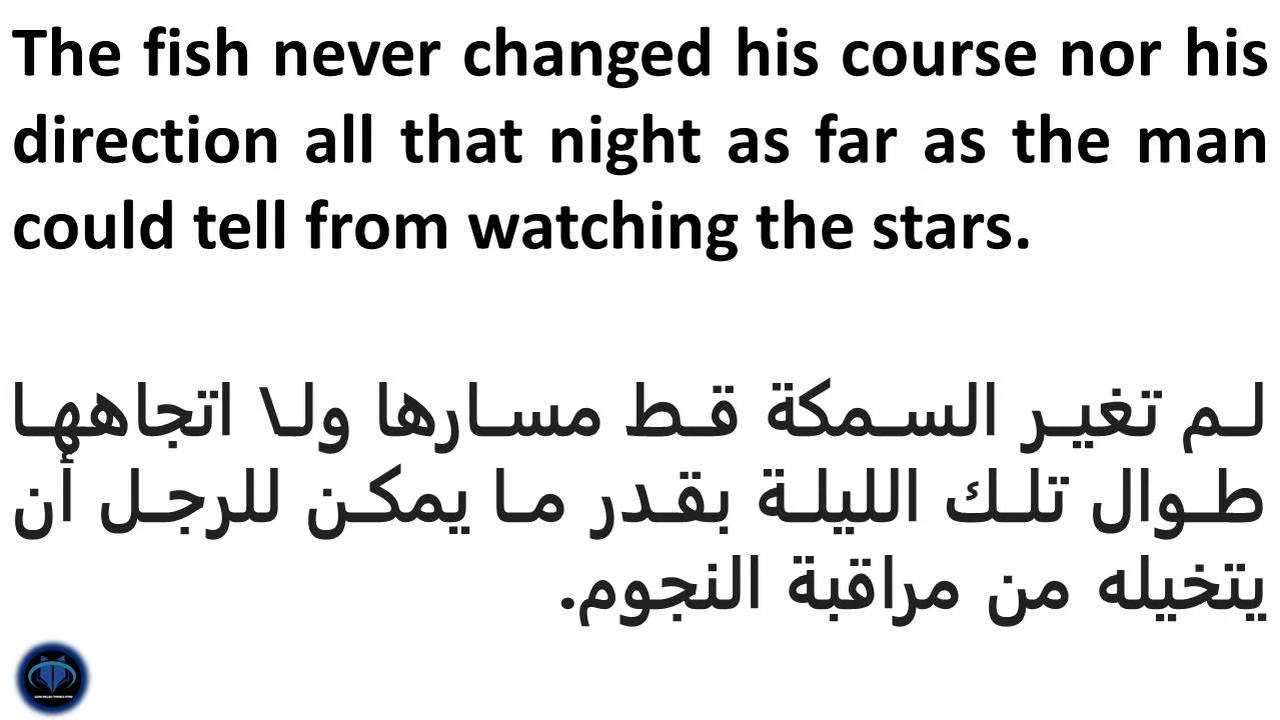 The fish never changed his course nor his
direction all that night as far as the man
could tell from watching the stars.
لم تغير السمكة قط مسارها ولا اتجاهها
طوال تلك الليلة بقدر ما يمكن للرجل أن
يتخيله من مراقبة النجوم.